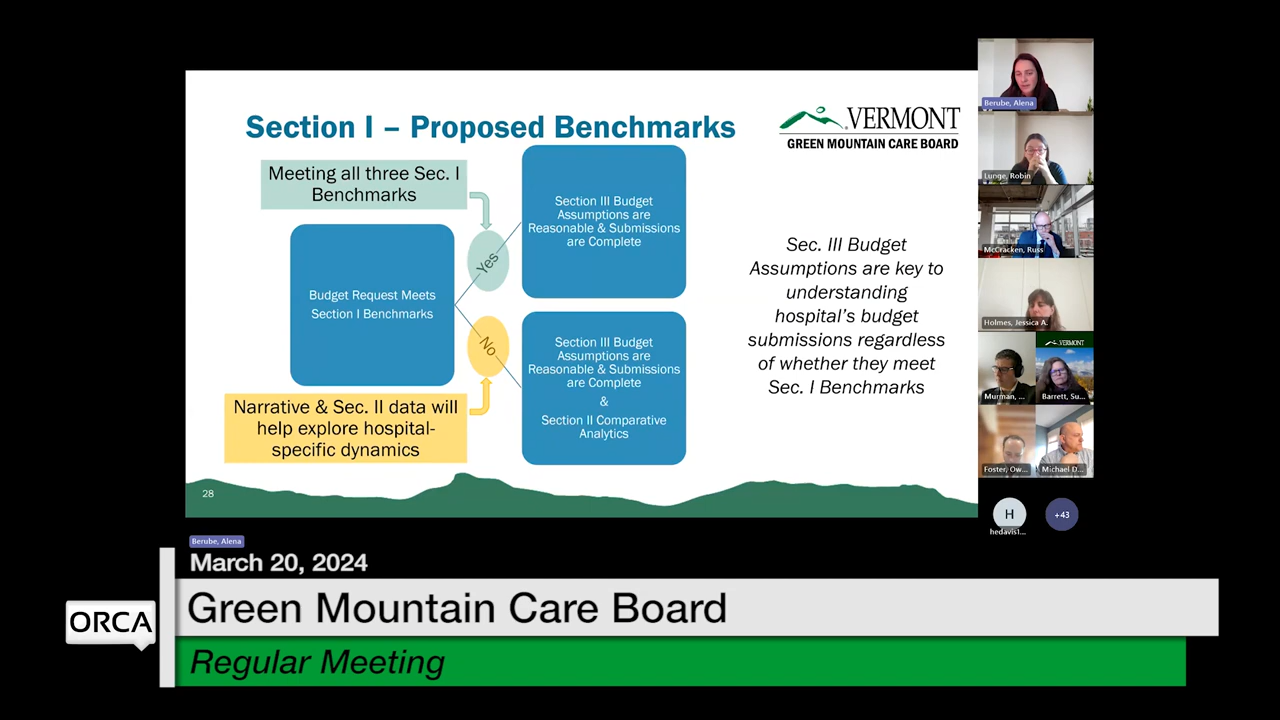 Section I – Proposed Benchmarks
VERMONT
GREEN MOUNTAIN CARE BOARD
Meeting all three Sec. I
Benchmarks
Budget Request Meets
Section I Benchmarks
Yes
No
Section III Budget
Assumptions are
Reasonable & Submissions
are Complete
Section III Budget
Assumptions are
Reasonable & Submissions
are Complete
&
Section II Comparative
Analytics
Narrative & Sec. II data will
help explore hospital-
specific dynamics
Sec. III Budget
Assumptions are key to
understanding
hospital's budget
submissions regardless
of whether they meet
Sec. I Benchmarks
28
Berube, Alena
Lunge, Robin
McCracken, Russ
Holmes, Jessica A.
Murman, ...
Barrett, Su...
Foster, Ow...
Michael D...
H
hedavis1...
+43
Berube, Alena
March 20, 2024
ORCA
Green Mountain Care Board
Regular Meeting